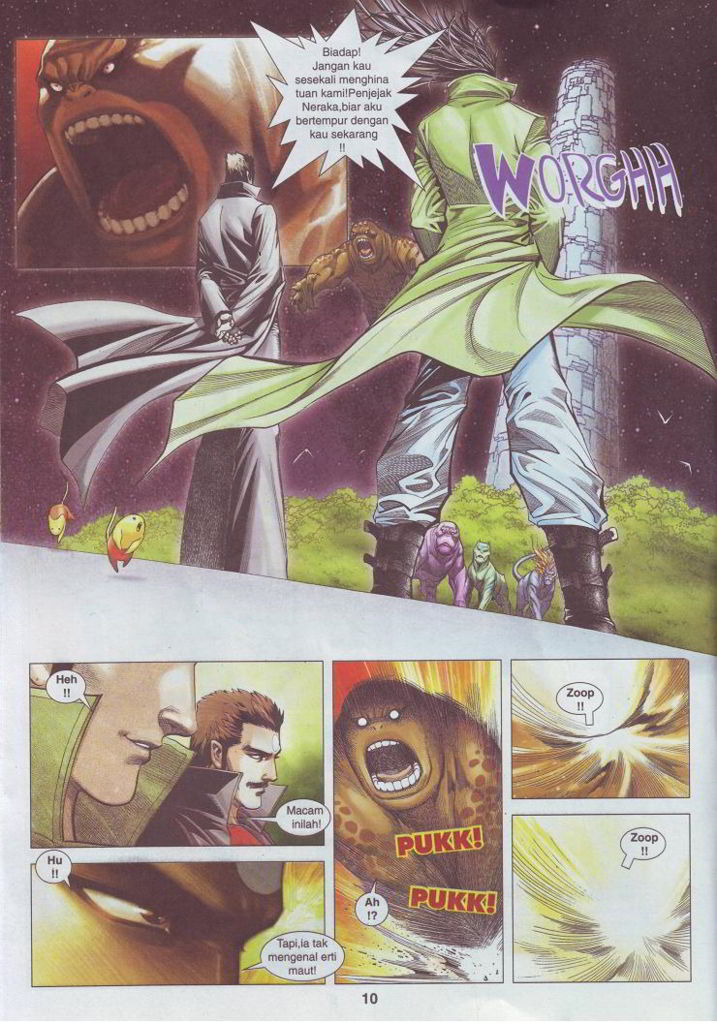 Biadap!
Jangan kau
sesekali menghina
tuan kami!Penjejak
Neraka,biar aku
bertempur dengan
kau sekarang
!!
WORGHH
Heh
!!
Macam
inilah!
Hu
!!
Tapi,ia tak
mengenal erti
maut!
PUKK!
PUKK!
Ah
!?
Zoop
!!
Zoop
!!
10